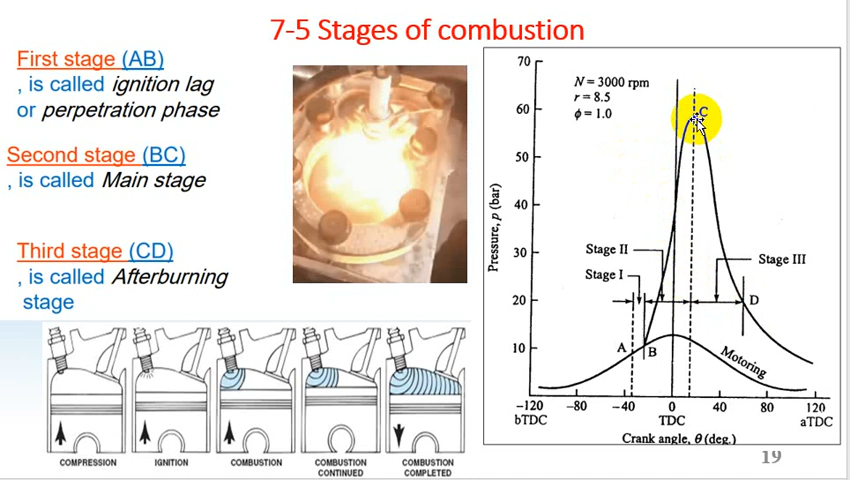 7-5 Stages of combustion
First stage (AB)
, is called ignition lag
or perpetration phase
Second stage (BC)
, is called Main stage
Third stage (CD)
, is called Afterburning
stage
COMPRESSION
IGNITION
COMBUSTION
COMBUSTION
CONTINUED
COMBUSTION
COMPLETED
70
60
50
40
30
20
10
Pressure, p (bar)
N = 3000 rpm
r = 8.5
ϕ = 1.0
C
Stage II
Stage III
Stage I
D
A
B
Motoring
-120 -80 -40 0 40 80 120
bTDC TDC aTDC
Crank angle, θ (deg.)
19